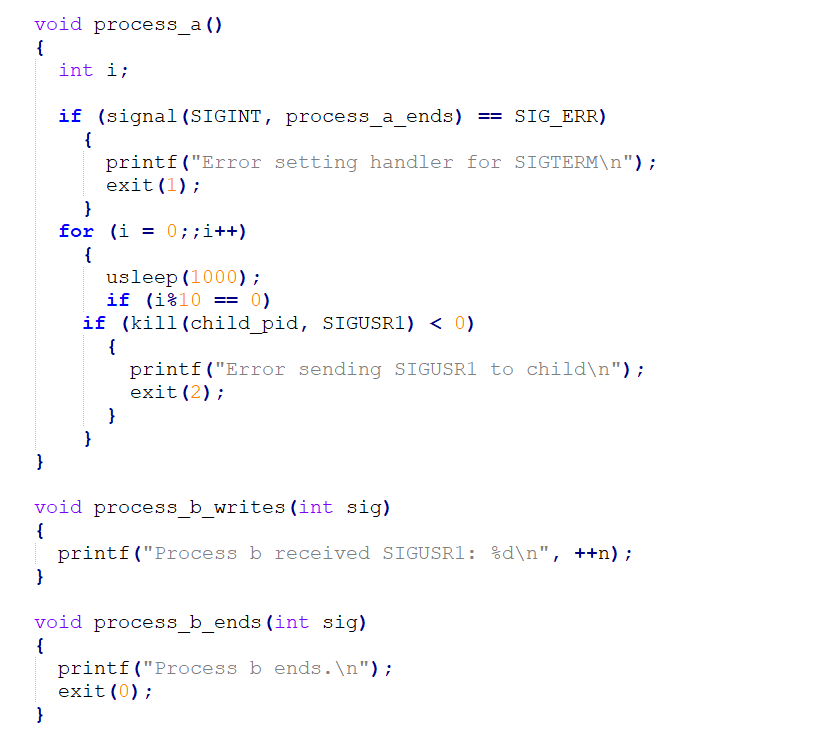 void process_a()
{
  int i;

  if (signal(SIGINT, process_a_ends) == SIG_ERR)
    {
      printf("Error setting handler for SIGTERM\n");
      exit(1);
    }
  for (i = 0;;i++)
    {
      usleep(1000);
      if (i%10 == 0)
    if (kill(child_pid, SIGUSR1) < 0)
      {
        printf("Error sending SIGUSR1 to child\n");
        exit(2);
      }
    }
}

void process_b_writes(int sig)
{
  printf("Process b received SIGUSR1: %d\n", ++n);
}

void process_b_ends(int sig)
{
  printf("Process b ends.\n");
  exit(0);
}